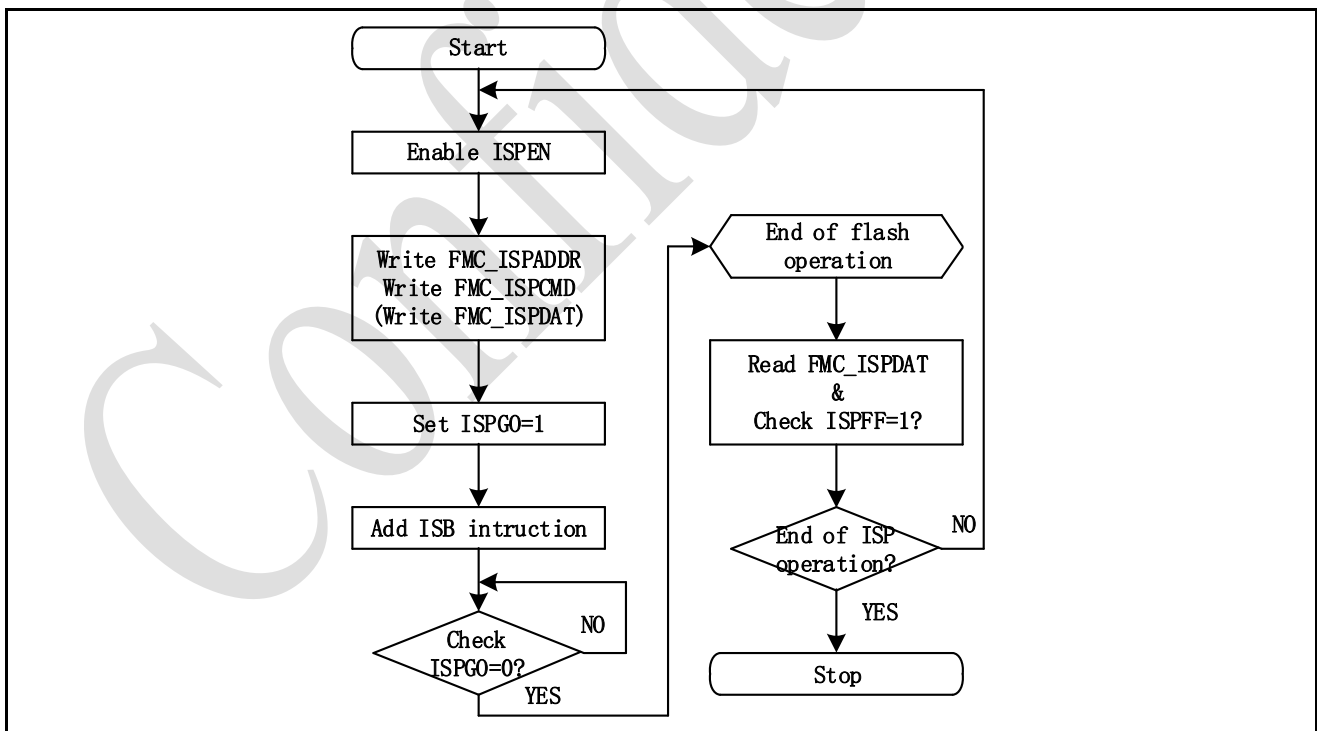 Start
Enable ISPEN
Write FMC_ISPADDR
Write FMC_ISPCMD
(Write FMC_ISPDAT)
Set ISPGO=1
Add ISB intruction
Check
ISPGO=0?
NO
YES
End of flash
operation
Read FMC_ISPDAT
&
Check ISPFF=1?
End of ISP
operation?
NO
YES
Stop